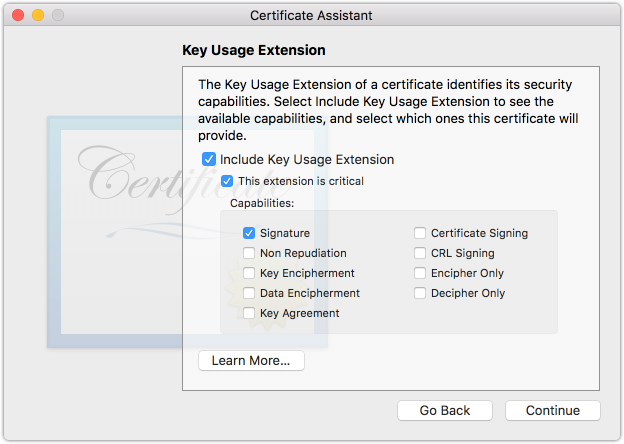 Certificate Assistant
Key Usage Extension
The Key Usage Extension of a certificate identifies its security
capabilities. Select Include Key Usage Extension to see the
available capabilities, and select which ones this certificate will
provide.
Include Key Usage Extension
This extension is critical
Certificate
Capabilities:
Signature
Certificate Signing
Non Repudiation
CRL Signing
Key Encipherment
Encipher Only
Data Encipherment
Decipher Only
Key Agreement
Learn More...
Go Back
Continue